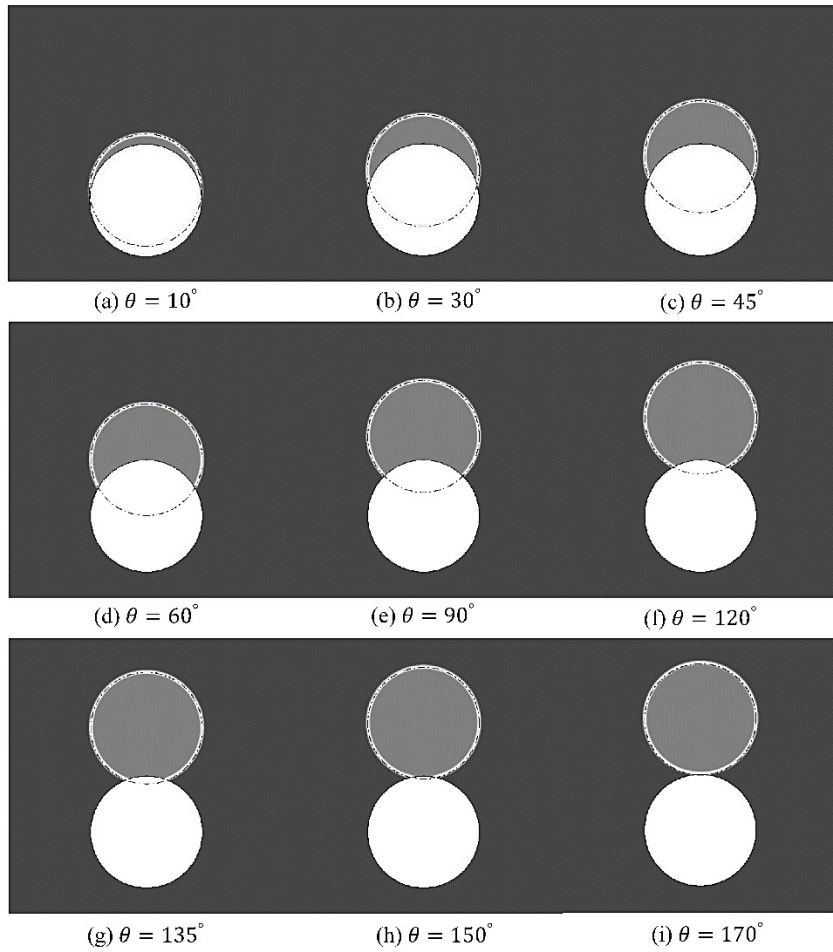 (a) θ = 10°
(b) θ = 30°
(c) θ = 45°
(d) θ = 60°
(e) θ = 90°
(f) θ = 120°
(g) θ = 135°
(h) θ = 150°
(i) θ = 170°